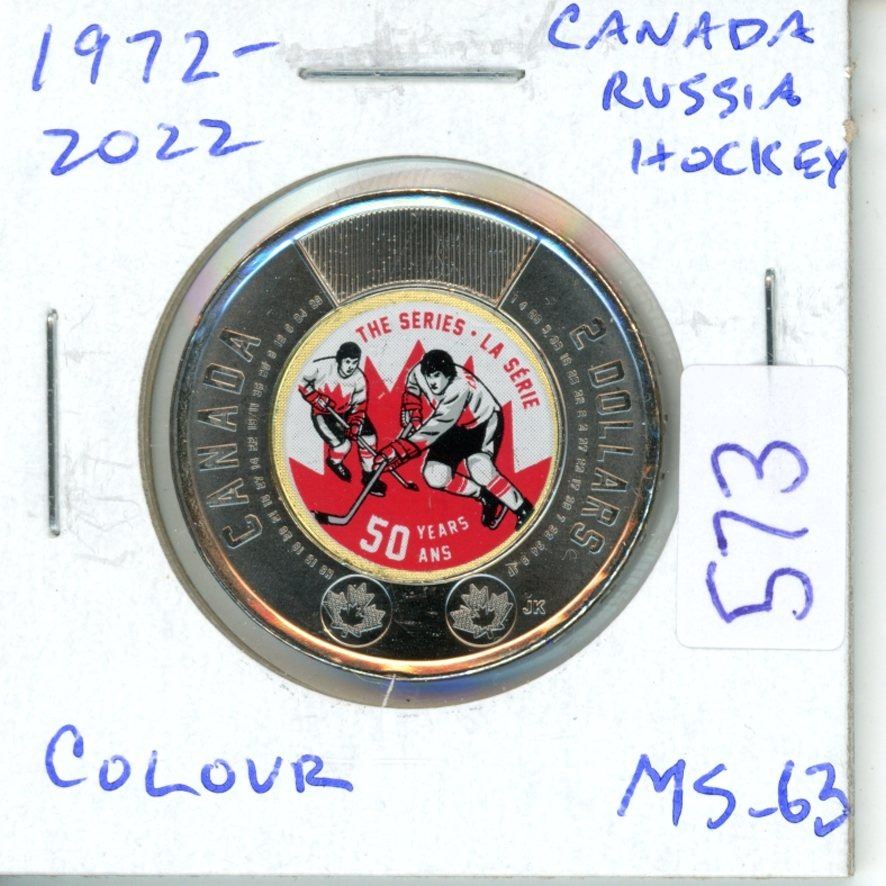 1972-
2022
CANADA
RUSSIA
HOCKEY
THE SERIES · LA SÉRIE
CANADA
2 DOLLARS
50 YEARS
ANS
JK
573
COLOUR
MS-63